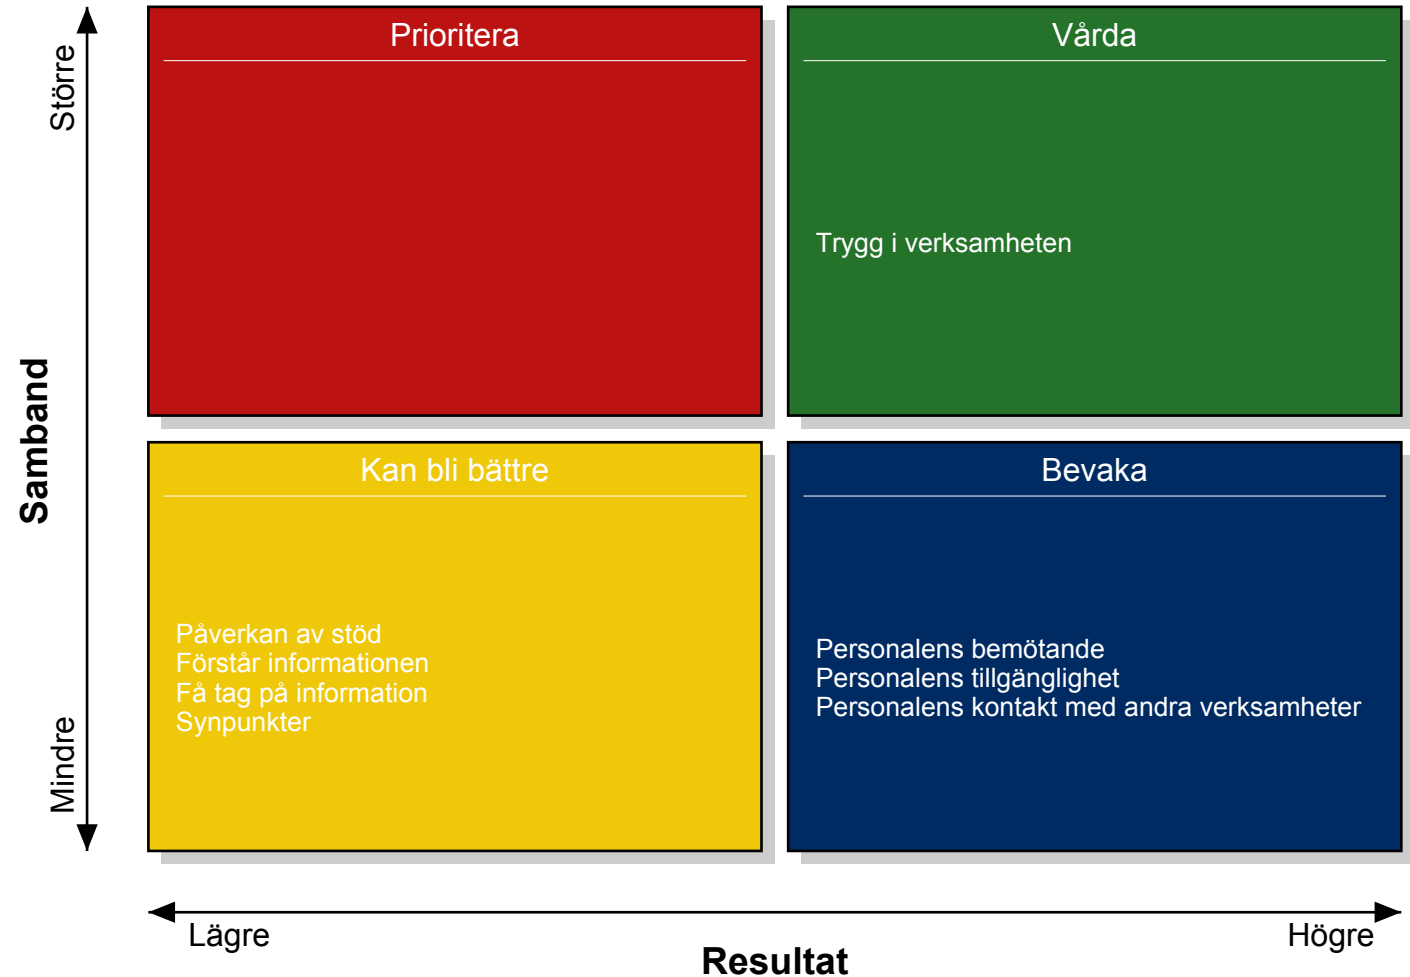 Större
Samband
Mindre
Prioritera
Vårda
Trygg i verksamheten
Kan bli bättre
Påverkan av stöd
Förstår informationen
Få tag på information
Synpunkter
Bevaka
Personalens bemötande
Personalens tillgänglighet
Personalens kontakt med andra verksamheter
Lägre
Resultat
Högre